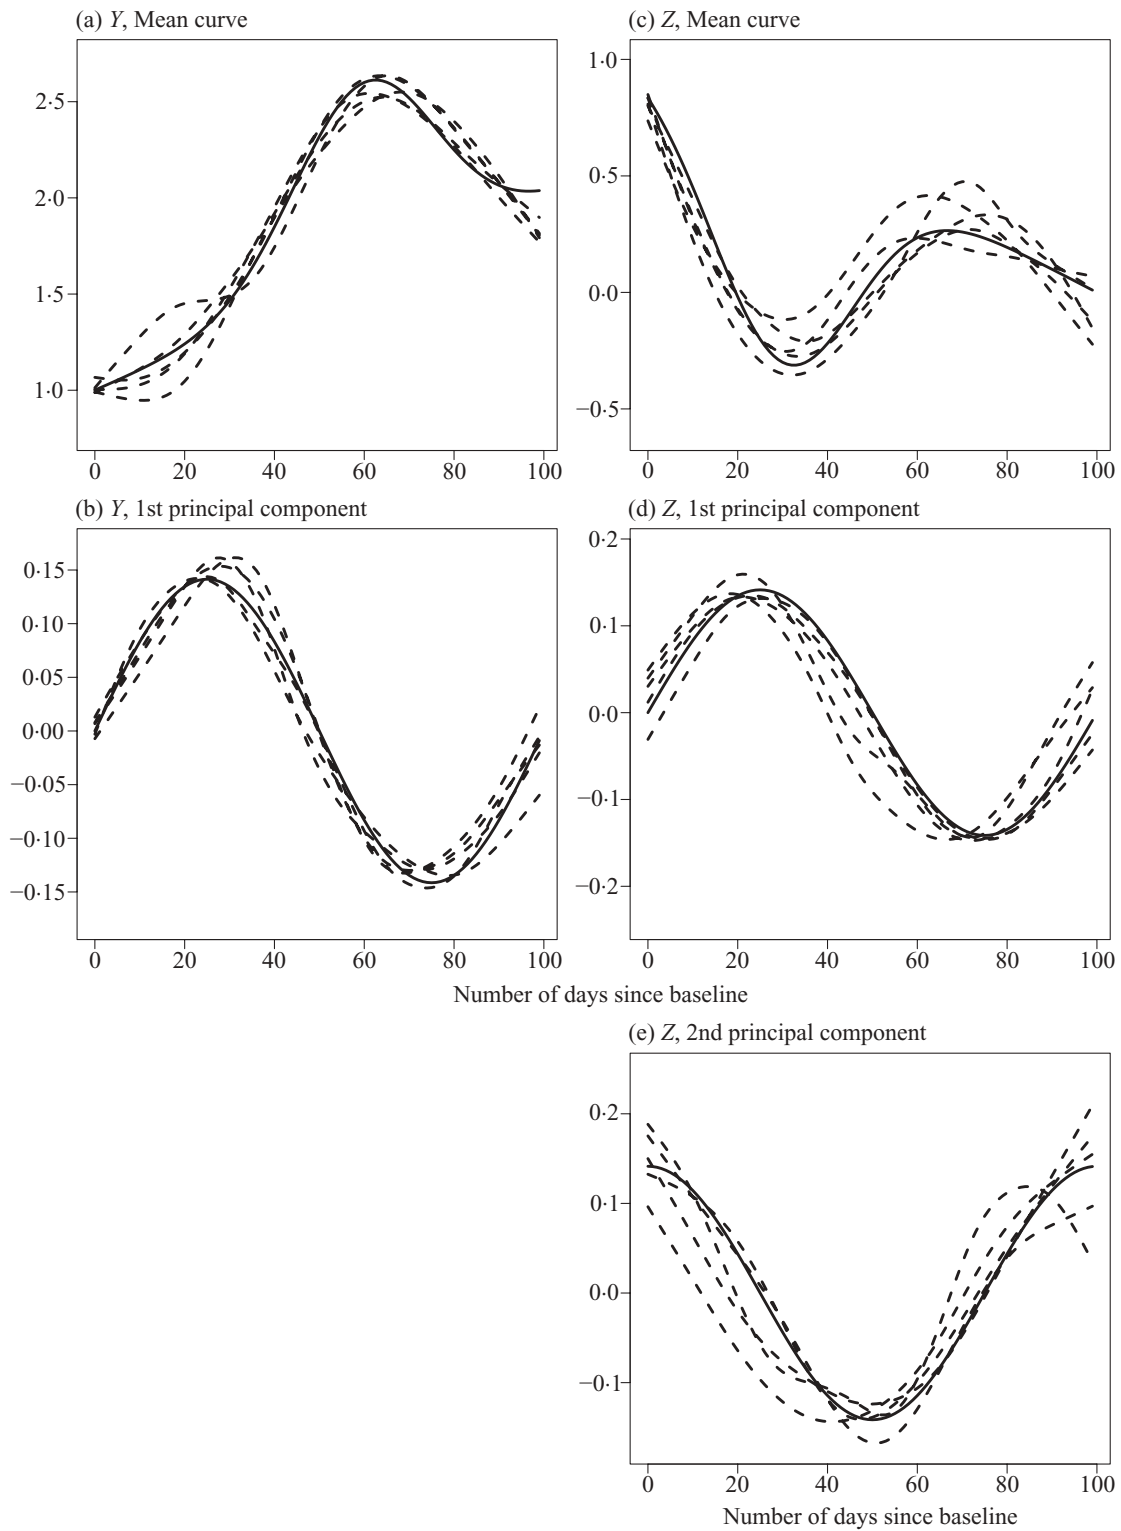 (a) Y, Mean curve
2·5
2·0
1·5
1·0
0 20 40 60 80 100
(c) Z, Mean curve
1·0
0·5
0·0
−0·5
0 20 40 60 80 100
(b) Y, 1st principal component
0·15
0·10
0·05
0·00
−0·05
−0·10
−0·15
0 20 40 60 80 100
(d) Z, 1st principal component
0·2
0·1
0·0
−0·1
−0·2
0 20 40 60 80 100
Number of days since baseline
(e) Z, 2nd principal component
0·2
0·1
0·0
−0·1
0 20 40 60 80 100
Number of days since baseline